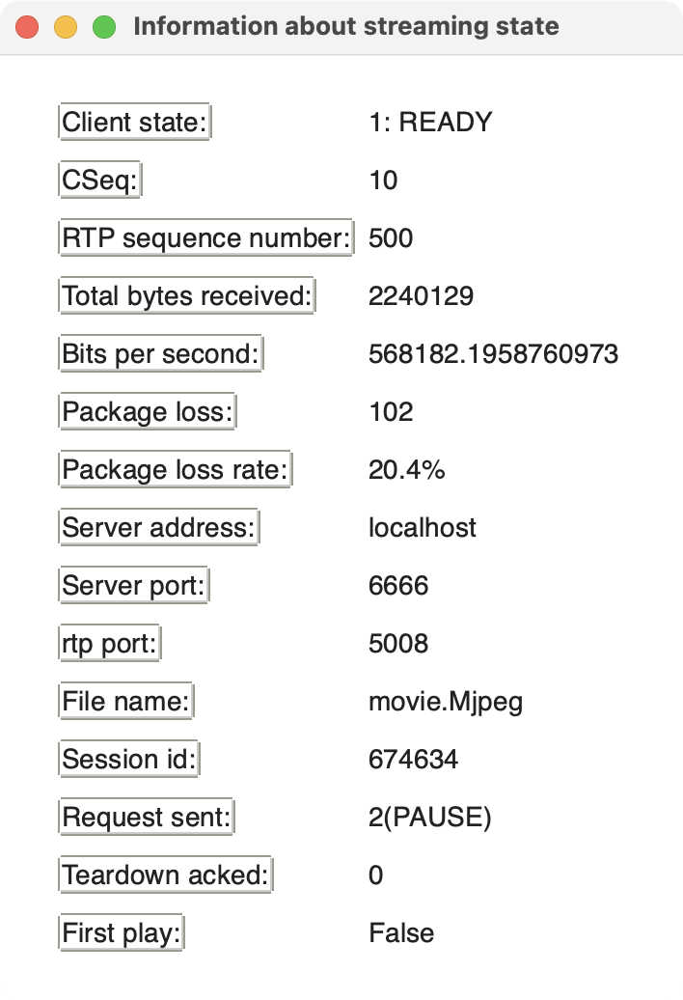 Information about streaming state
Client state: 1: READY
CSeq: 10
RTP sequence number: 500
Total bytes received: 2240129
Bits per second: 568182.1958760973
Package loss: 102
Package loss rate: 20.4%
Server address: localhost
Server port: 6666
rtp port: 5008
File name: movie.Mjpeg
Session id: 674634
Request sent: 2(PAUSE)
Teardown acked: 0
First play: False